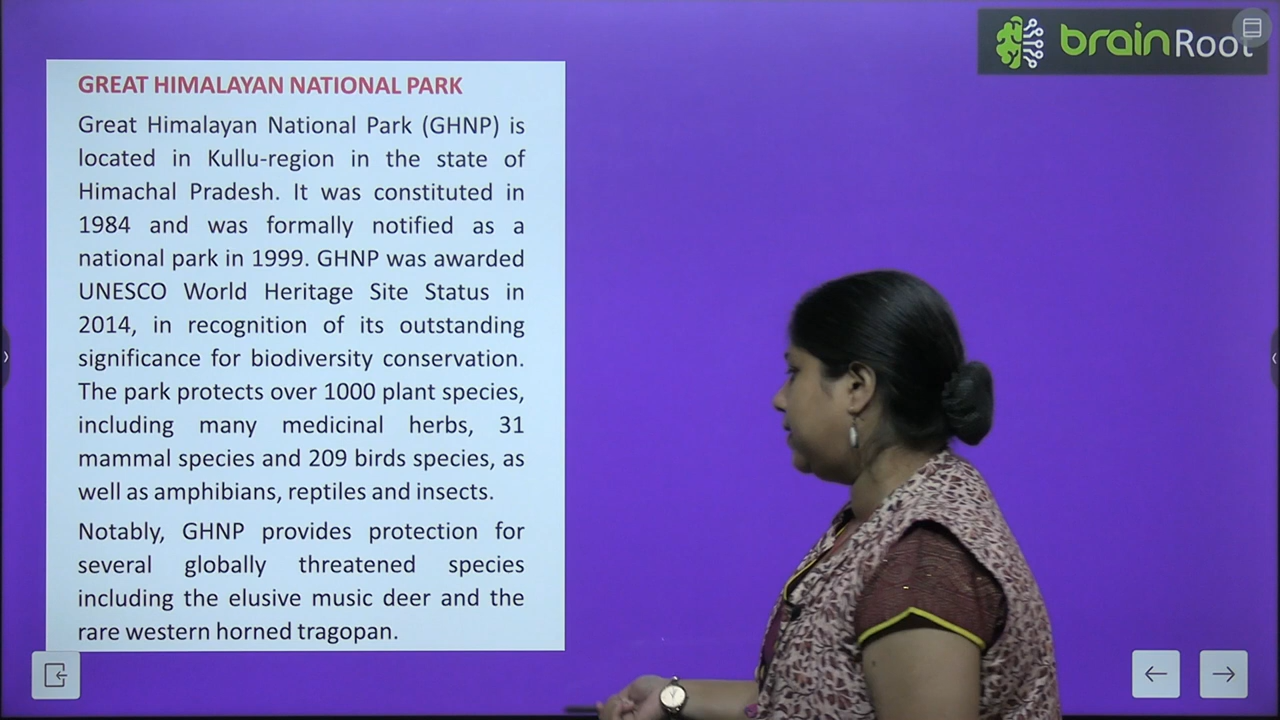 brainRoot
GREAT HIMALAYAN NATIONAL PARK
Great Himalayan National Park (GHNP) is
located in Kullu-region in the state of
Himachal Pradesh. It was constituted in
1984 and was formally notified as a
national park in 1999. GHNP was awarded
UNESCO World Heritage Site Status in
2014, in recognition of its outstanding
significance for biodiversity conservation.
The park protects over 1000 plant species,
including many medicinal herbs, 31
mammal species and 209 birds species, as
well as amphibians, reptiles and insects.
Notably, GHNP provides protection for
several globally threatened species
including the elusive music deer and the
rare western horned tragopan.